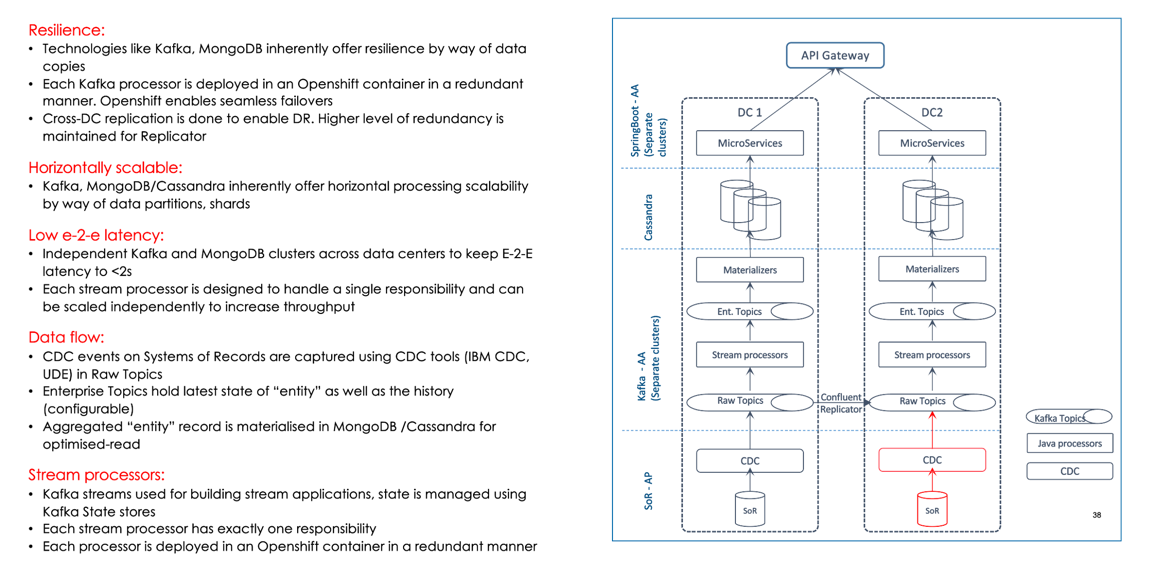 Resilience:
• Technologies like Kafka, MongoDB inherently offer resilience by way of data
copies
• Each Kafka processor is deployed in an Openshift container in a redundant
manner. Openshift enables seamless failovers
• Cross-DC replication is done to enable DR. Higher level of redundancy is
maintained for Replicator
Horizontally scalable:
• Kafka, MongoDB/Cassandra inherently offer horizontal processing scalability
by way of data partitions, shards
Low e-2-e latency:
• Independent Kafka and MongoDB clusters across data centers to keep E-2-E
latency to <2s
• Each stream processor is designed to handle a single responsibility and can
be scaled independently to increase throughput
Data flow:
• CDC events on Systems of Records are captured using CDC tools (IBM CDC,
UDE) in Raw Topics
• Enterprise Topics hold latest state of “entity” as well as the history
(configurable)
• Aggregated “entity” record is materialised in MongoDB /Cassandra for
optimised-read
Stream processors:
• Kafka streams used for building stream applications, state is managed using
Kafka State stores
• Each stream processor has exactly one responsibility
• Each processor is deployed in an Openshift container in a redundant manner
API Gateway
SpringBoot - AA
(Separate
clusters)
DC 1
DC2
MicroServices
MicroServices
Cassandra
Kafka - AA
(Separate clusters)
Materializers
Materializers
Ent. Topics
Ent. Topics
Stream processors
Stream processors
Raw Topics
Confluent
Replicator
Raw Topics
SoR - AP
CDC
CDC
SoR
SoR
Kafka Topics
Java processors
CDC
38